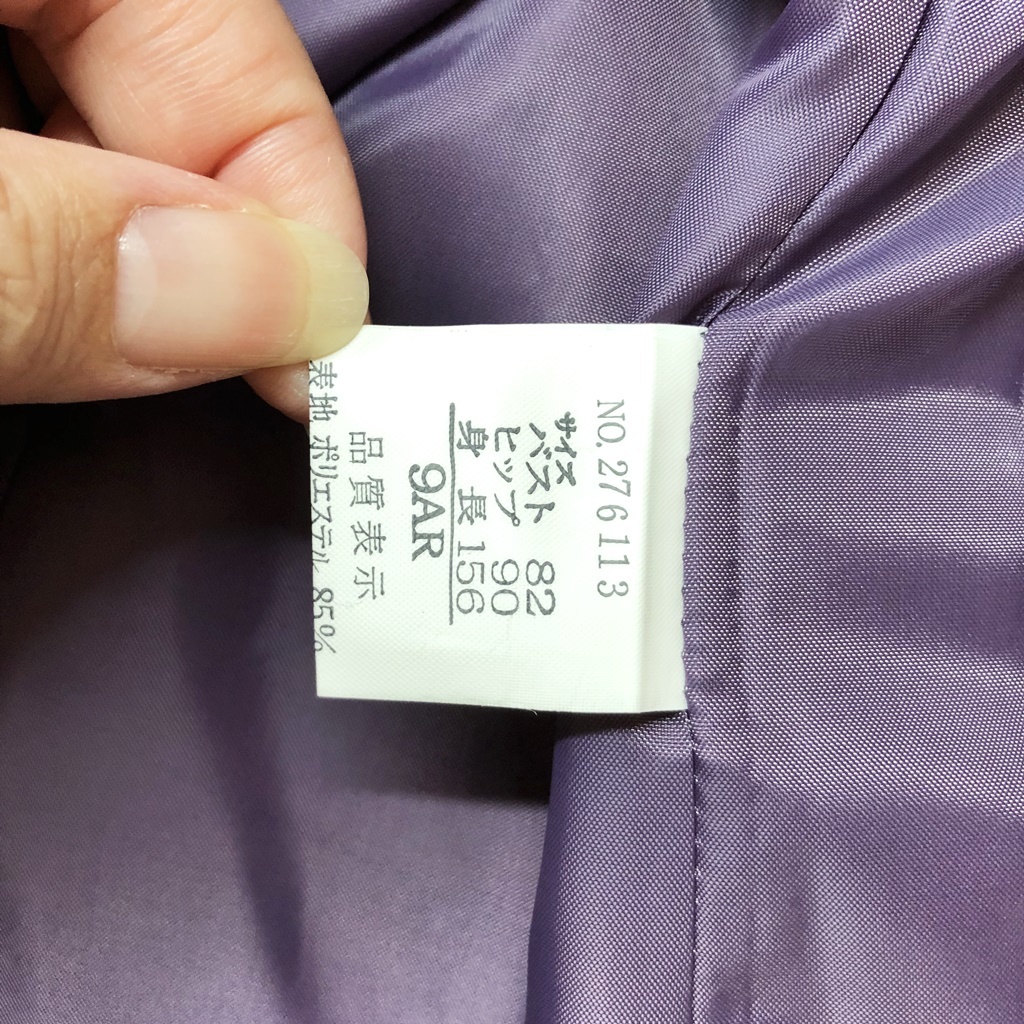 NO. 276113
サイズ
バスト 82
ヒップ 90
身長 156
9AR
品質表示
表地 ポリエステル 85%